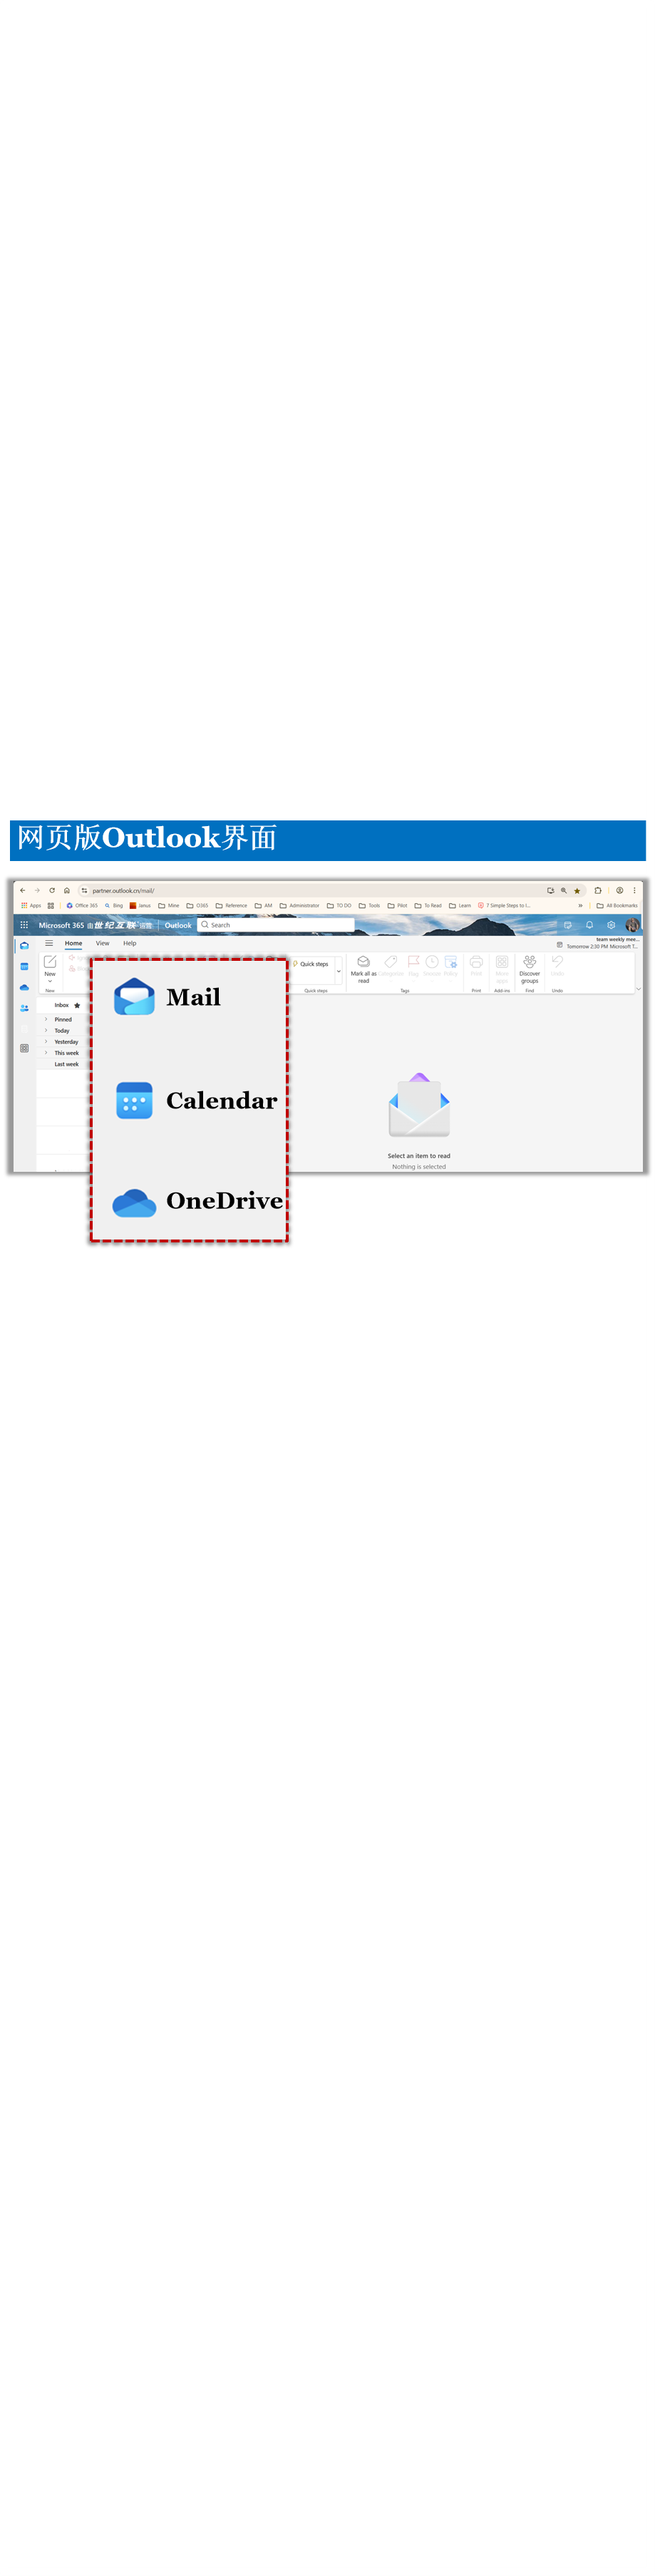 网页版Outlook界面
partner.outlook.cn/mail/
Apps Office 365 Bing Janus Mine O365 Reference AM Administrator TO DO Tools Pilot To Read Learn 7 Simple Steps to I... » All Bookmarks
Microsoft 365 由世纪互联运营 Outlook Search
Home View Help
team weekly mee...
Tomorrow 2:30 PM Microsoft T...
New
Quick steps
Mark all as read
Categorize Flag Snooze Policy
Print
More apps
Discover groups
Undo
New Quick steps Tags Print Add-ins Find Undo
Inbox
Pinned
Today
Yesterday
This week
Last week
Mail
Calendar
OneDrive
Select an item to read
Nothing is selected